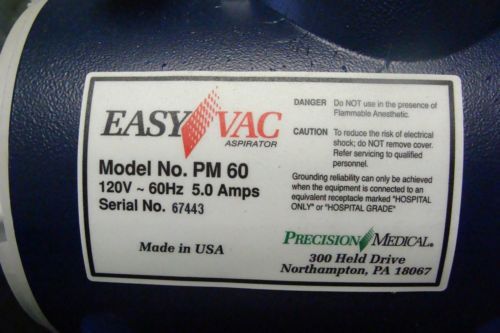 EASY VAC
ASPIRATOR
Model No. PM 60
120V ~ 60Hz 5.0 Amps
Serial No. 67443
Made in USA
DANGER Do NOT use in the presence of
Flammable Anesthetic.
CAUTION To reduce the risk of electrical
shock; do NOT remove cover.
Refer servicing to qualified
personnel.
Grounding reliability can only be achieved
when the equipment is connected to an
equivalent receptacle marked "HOSPITAL
ONLY" or "HOSPITAL GRADE"
PRECISION MEDICAL®
300 Held Drive
Northampton, PA 18067